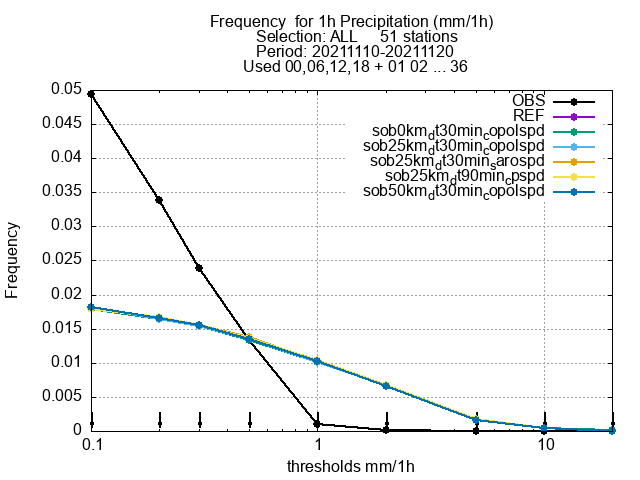 Frequency for 1h Precipitation (mm/1h)
Selection: ALL 51 stations
Period: 20211110-20211120
Used 00,06,12,18 + 01 02 ... 36
0.05
0.045
0.04
0.035
0.03
0.025
0.02
0.015
0.01
0.005
0
Frequency
OBS
REF
sob0km_dt30min_copolspd
sob25km_dt30min_copolspd
sob25km_dt30min_sarospd
sob25km_dt90min_cpspd
sob50km_dt30min_copolspd
0.1 1 10
thresholds mm/1h